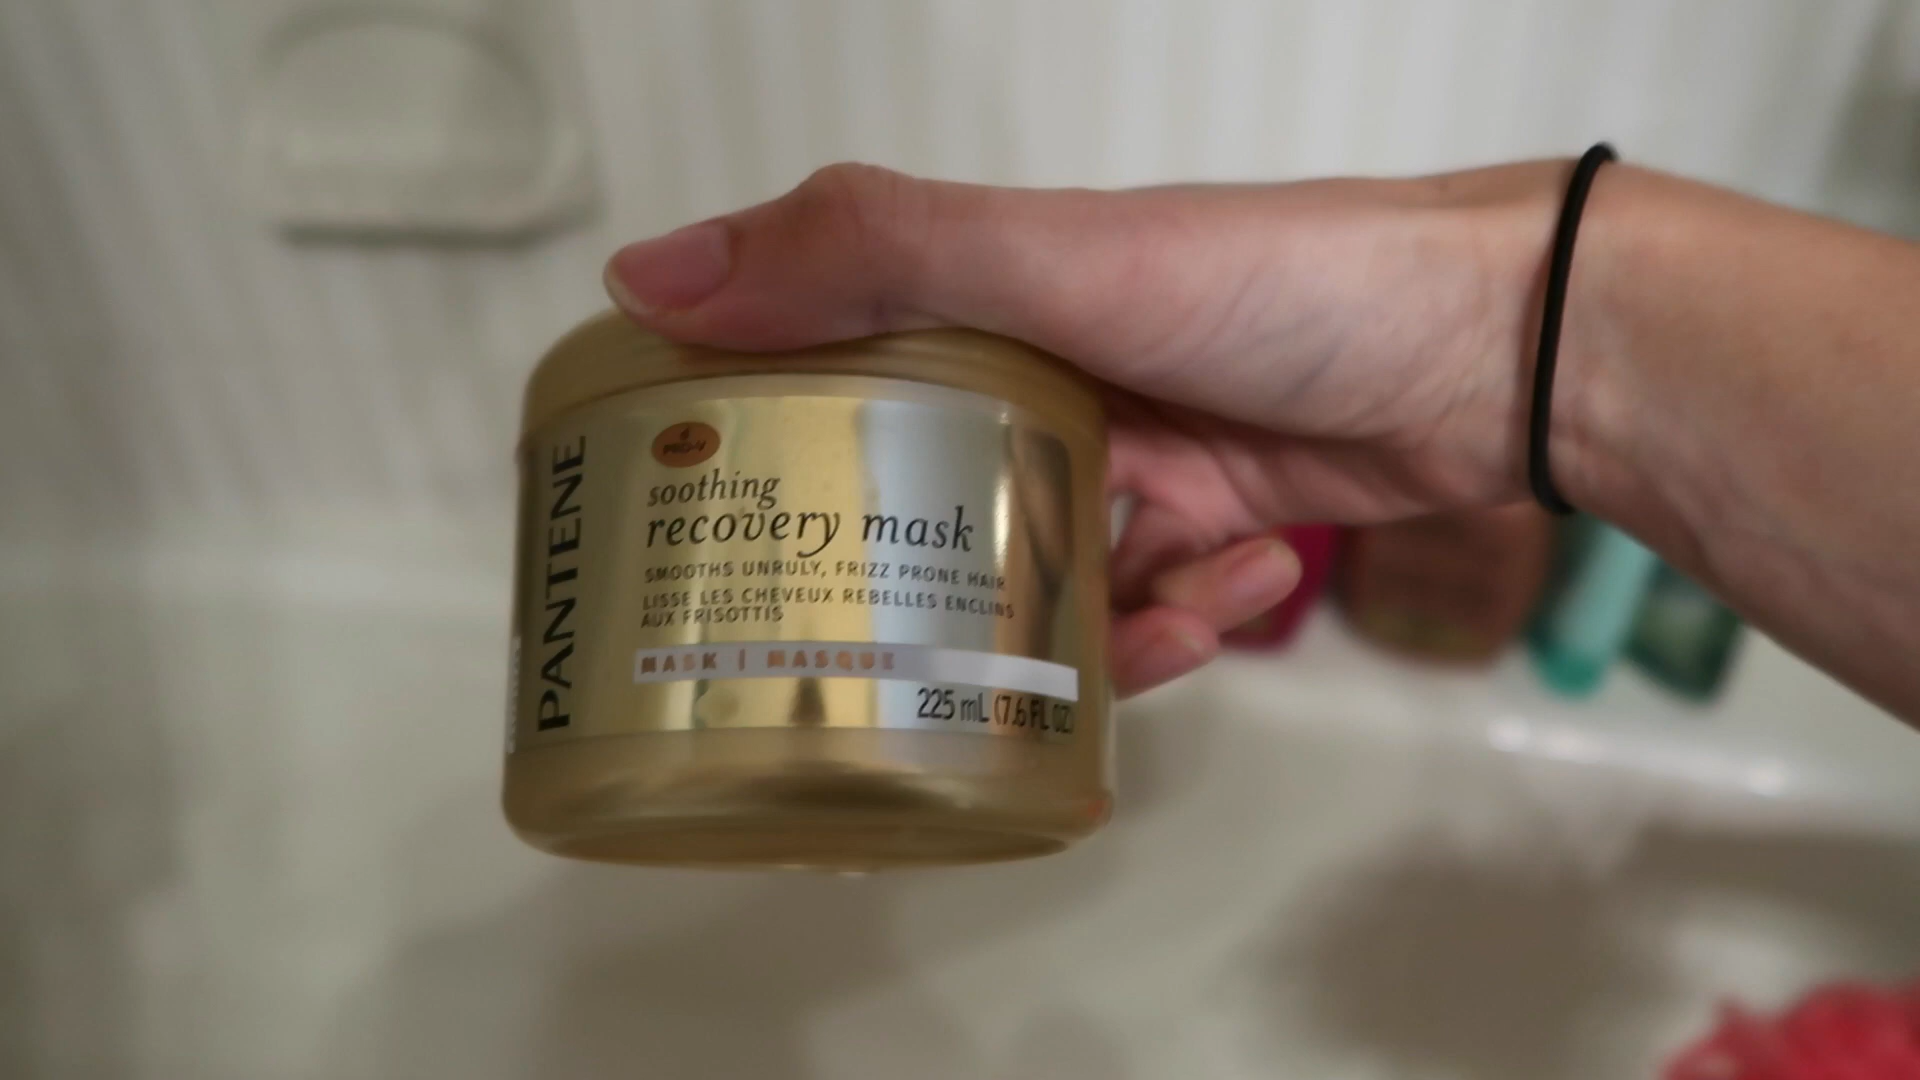 PANTENE
PRO-V
soothing
recovery mask
SMOOTHS UNRULY, FRIZZ PRONE HAIR
LISSE LES CHEVEUX REBELLES ENCLINS
AUX FRISOTTIS
MASK | MASQUE
225 mL (7.6 FL OZ)